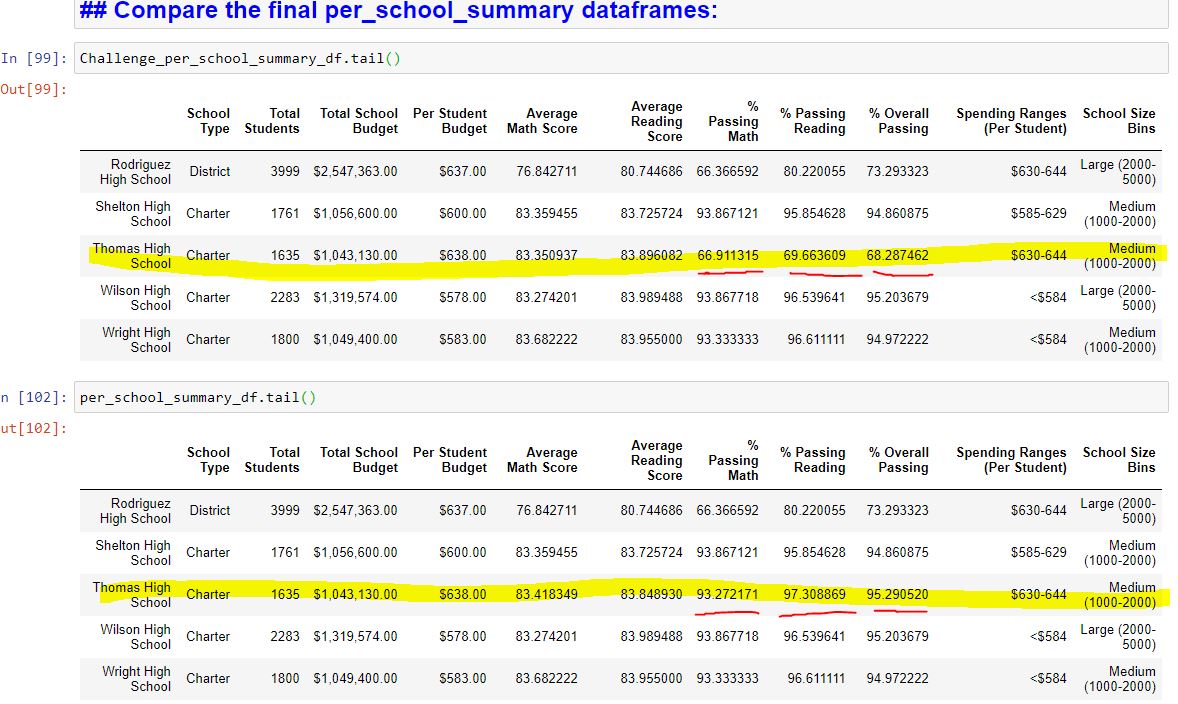 ## Compare the final per_school_summary dataframes:
In [99]: Challenge_per_school_summary_df.tail()
Out[99]:
School Type Total Students Total School Budget Per Student Budget Average Math Score Average Reading Score % Passing Math % Passing Reading % Overall Passing Spending Ranges (Per Student) School Size Bins
Rodriguez High School District 3999 $2,547,363.00 $637.00 76.842711 80.744686 66.366592 80.220055 73.293323 $630-644 Large (2000-5000)
Shelton High School Charter 1761 $1,056,600.00 $600.00 83.359455 83.725724 93.867121 95.854628 94.860875 $585-629 Medium (1000-2000)
Thomas High School Charter 1635 $1,043,130.00 $638.00 83.350937 83.896082 66.911315 69.663609 68.287462 $630-644 Medium (1000-2000)
Wilson High School Charter 2283 $1,319,574.00 $578.00 83.274201 83.989488 93.867718 96.539641 95.203679 <$584 Large (2000-5000)
Wright High School Charter 1800 $1,049,400.00 $583.00 83.682222 83.955000 93.333333 96.611111 94.972222 <$584 Medium (1000-2000)
n [102]: per_school_summary_df.tail()
ut[102]:
School Type Total Students Total School Budget Per Student Budget Average Math Score Average Reading Score % Passing Math % Passing Reading % Overall Passing Spending Ranges (Per Student) School Size Bins
Rodriguez High School District 3999 $2,547,363.00 $637.00 76.842711 80.744686 66.366592 80.220055 73.293323 $630-644 Large (2000-5000)
Shelton High School Charter 1761 $1,056,600.00 $600.00 83.359455 83.725724 93.867121 95.854628 94.860875 $585-629 Medium (1000-2000)
Thomas High School Charter 1635 $1,043,130.00 $638.00 83.418349 83.848930 93.272171 97.308869 95.290520 $630-644 Medium (1000-2000)
Wilson High School Charter 2283 $1,319,574.00 $578.00 83.274201 83.989488 93.867718 96.539641 95.203679 <$584 Large (2000-5000)
Wright High School Charter 1800 $1,049,400.00 $583.00 83.682222 83.955000 93.333333 96.611111 94.972222 <$584 Medium (1000-2000)